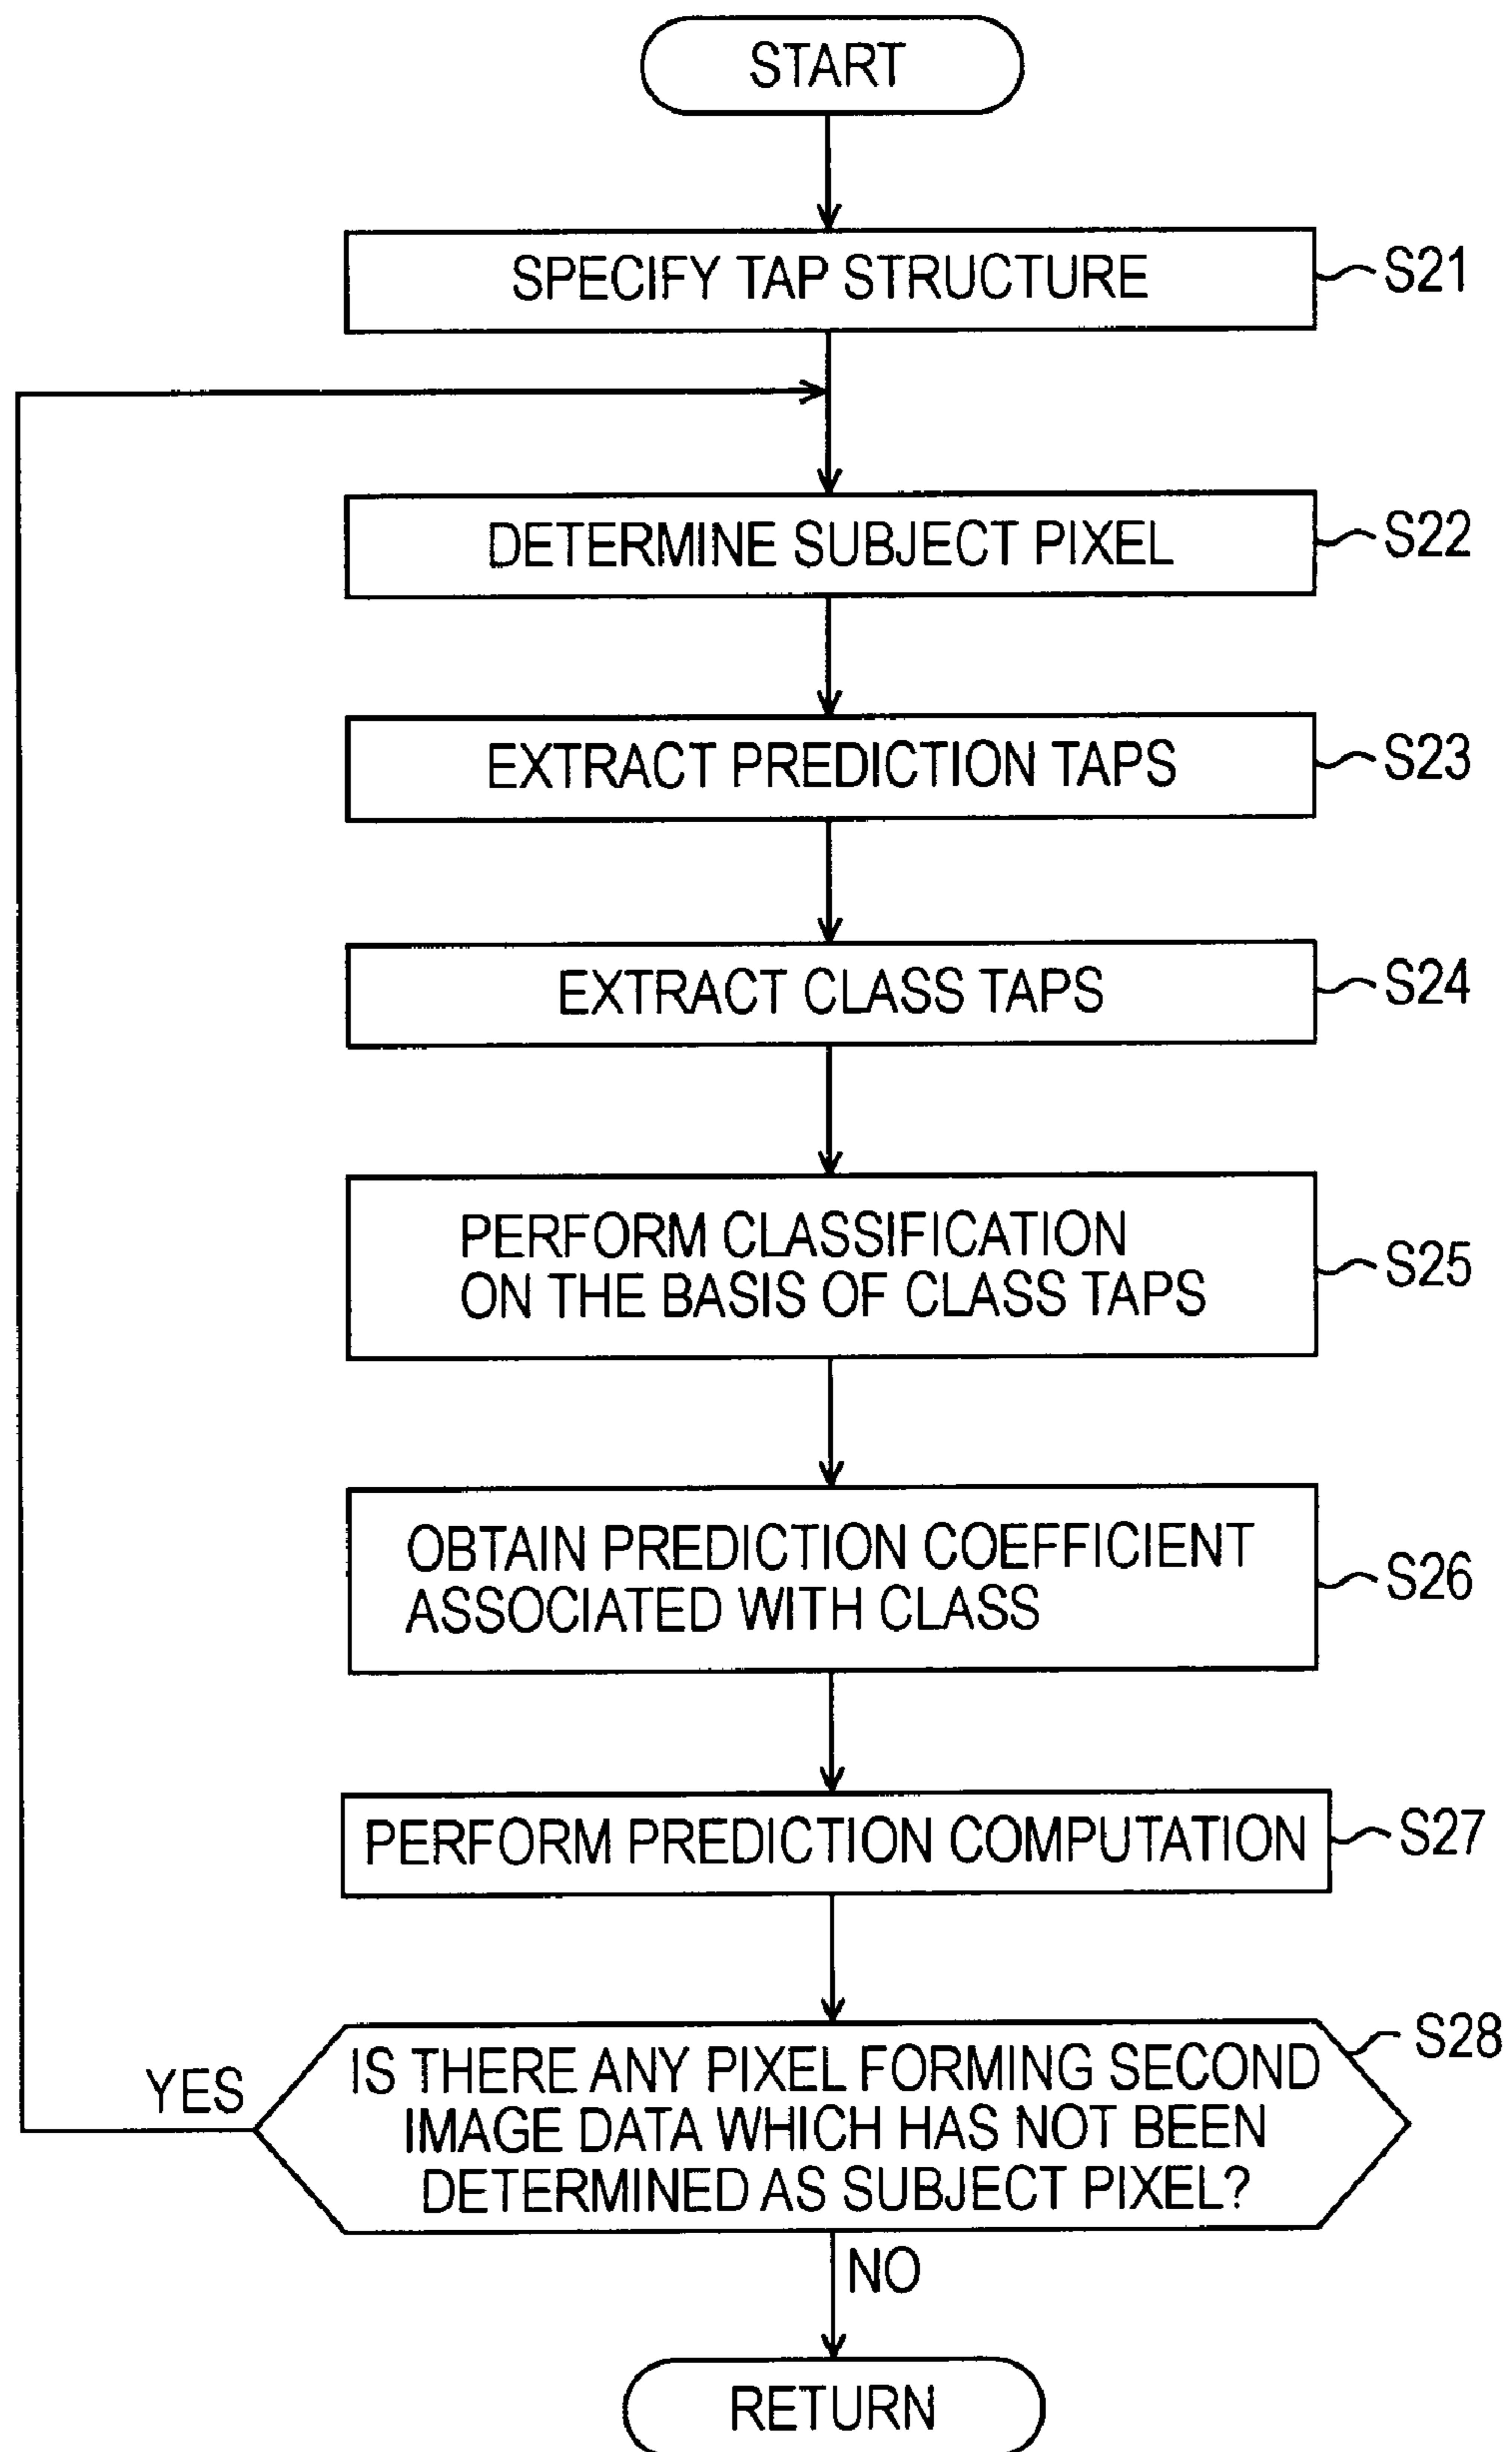 START
SPECIFY TAP STRUCTURE
S21
DETERMINE SUBJECT PIXEL
S22
EXTRACT PREDICTION TAPS
S23
EXTRACT CLASS TAPS
S24
PERFORM CLASSIFICATION
ON THE BASIS OF CLASS TAPS
S25
OBTAIN PREDICTION COEFFICIENT
ASSOCIATED WITH CLASS
S26
PERFORM PREDICTION COMPUTATION
S27
IS THERE ANY PIXEL FORMING SECOND
IMAGE DATA WHICH HAS NOT BEEN
DETERMINED AS SUBJECT PIXEL?
S28
YES
NO
RETURN